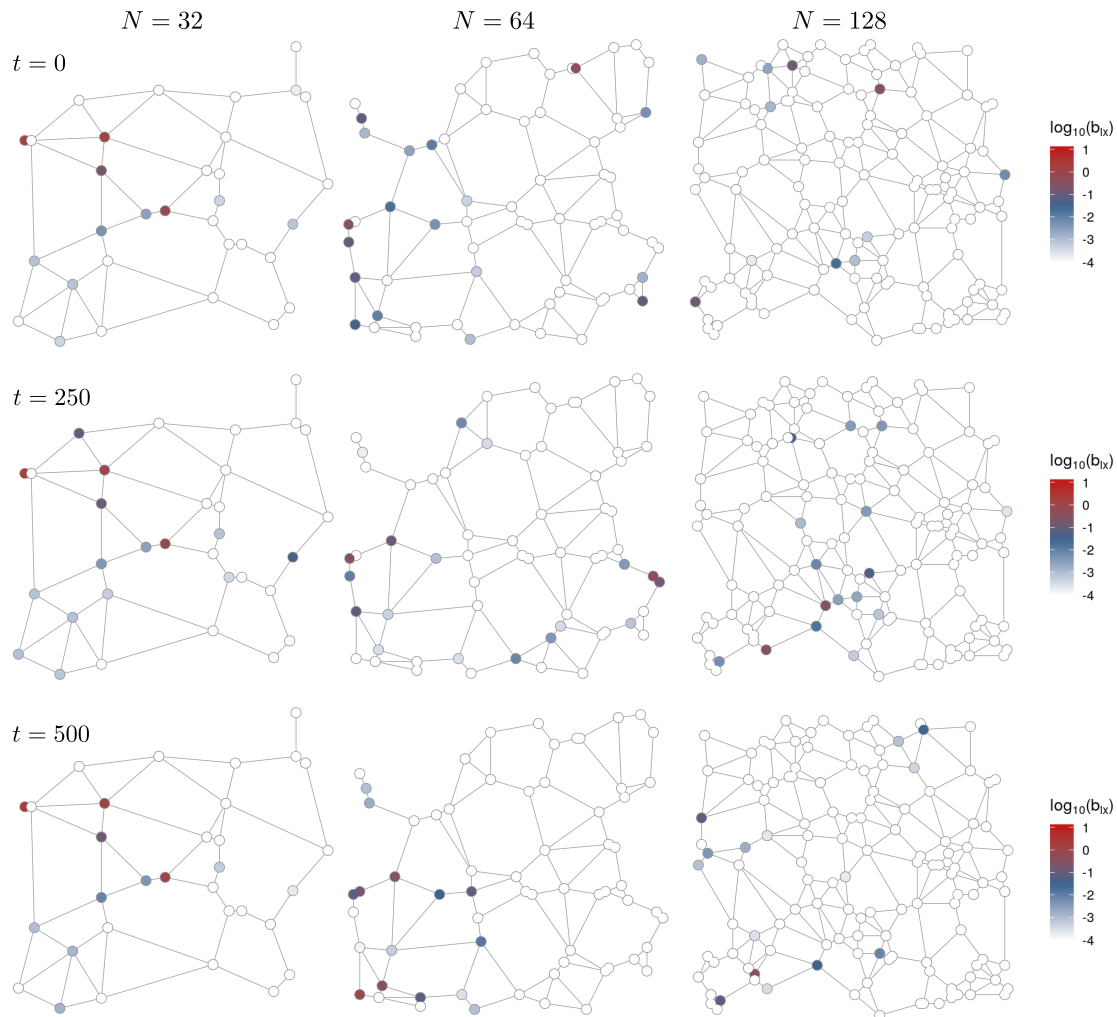 N = 32 N = 64 N = 128
t = 0
log₁₀(bₗₓ)
1
0
-1
-2
-3
-4
t = 250
log₁₀(bₗₓ)
1
0
-1
-2
-3
-4
t = 500
log₁₀(bₗₓ)
1
0
-1
-2
-3
-4